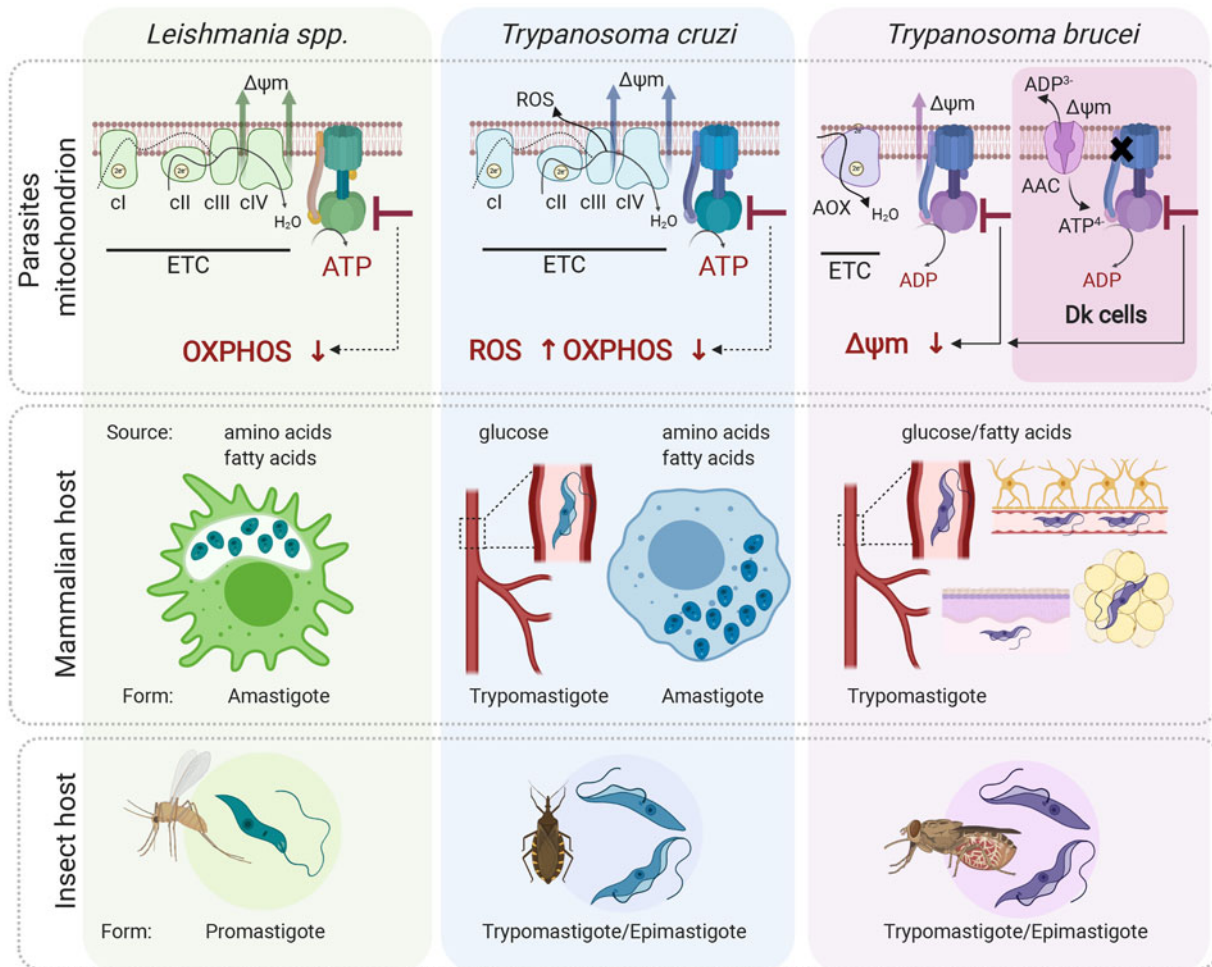 Leishmania spp.
Trypanosoma cruzi
Trypanosoma brucei
Parasites
mitochondrion
Δψm
2e⁻
2e⁻
cI
cII
cIII
cIV
H₂O
ETC
ATP
OXPHOS ↓
ROS
Δψm
2e⁻
2e⁻
cI
cII
cIII
cIV
H₂O
ETC
ATP
ROS ↑ OXPHOS ↓
Δψm
2e⁻
AOX
H₂O
ETC
ADP
Δψm ↓
ADP³⁻
Δψm
AAC
ATP⁴⁻
ADP
Dk cells
Mammalian host
Source:
amino acids
fatty acids
glucose
amino acids
fatty acids
glucose/fatty acids
Form:
Amastigote
Trypomastigote
Amastigote
Trypomastigote
Insect host
Form:
Promastigote
Trypomastigote/Epimastigote
Trypomastigote/Epimastigote